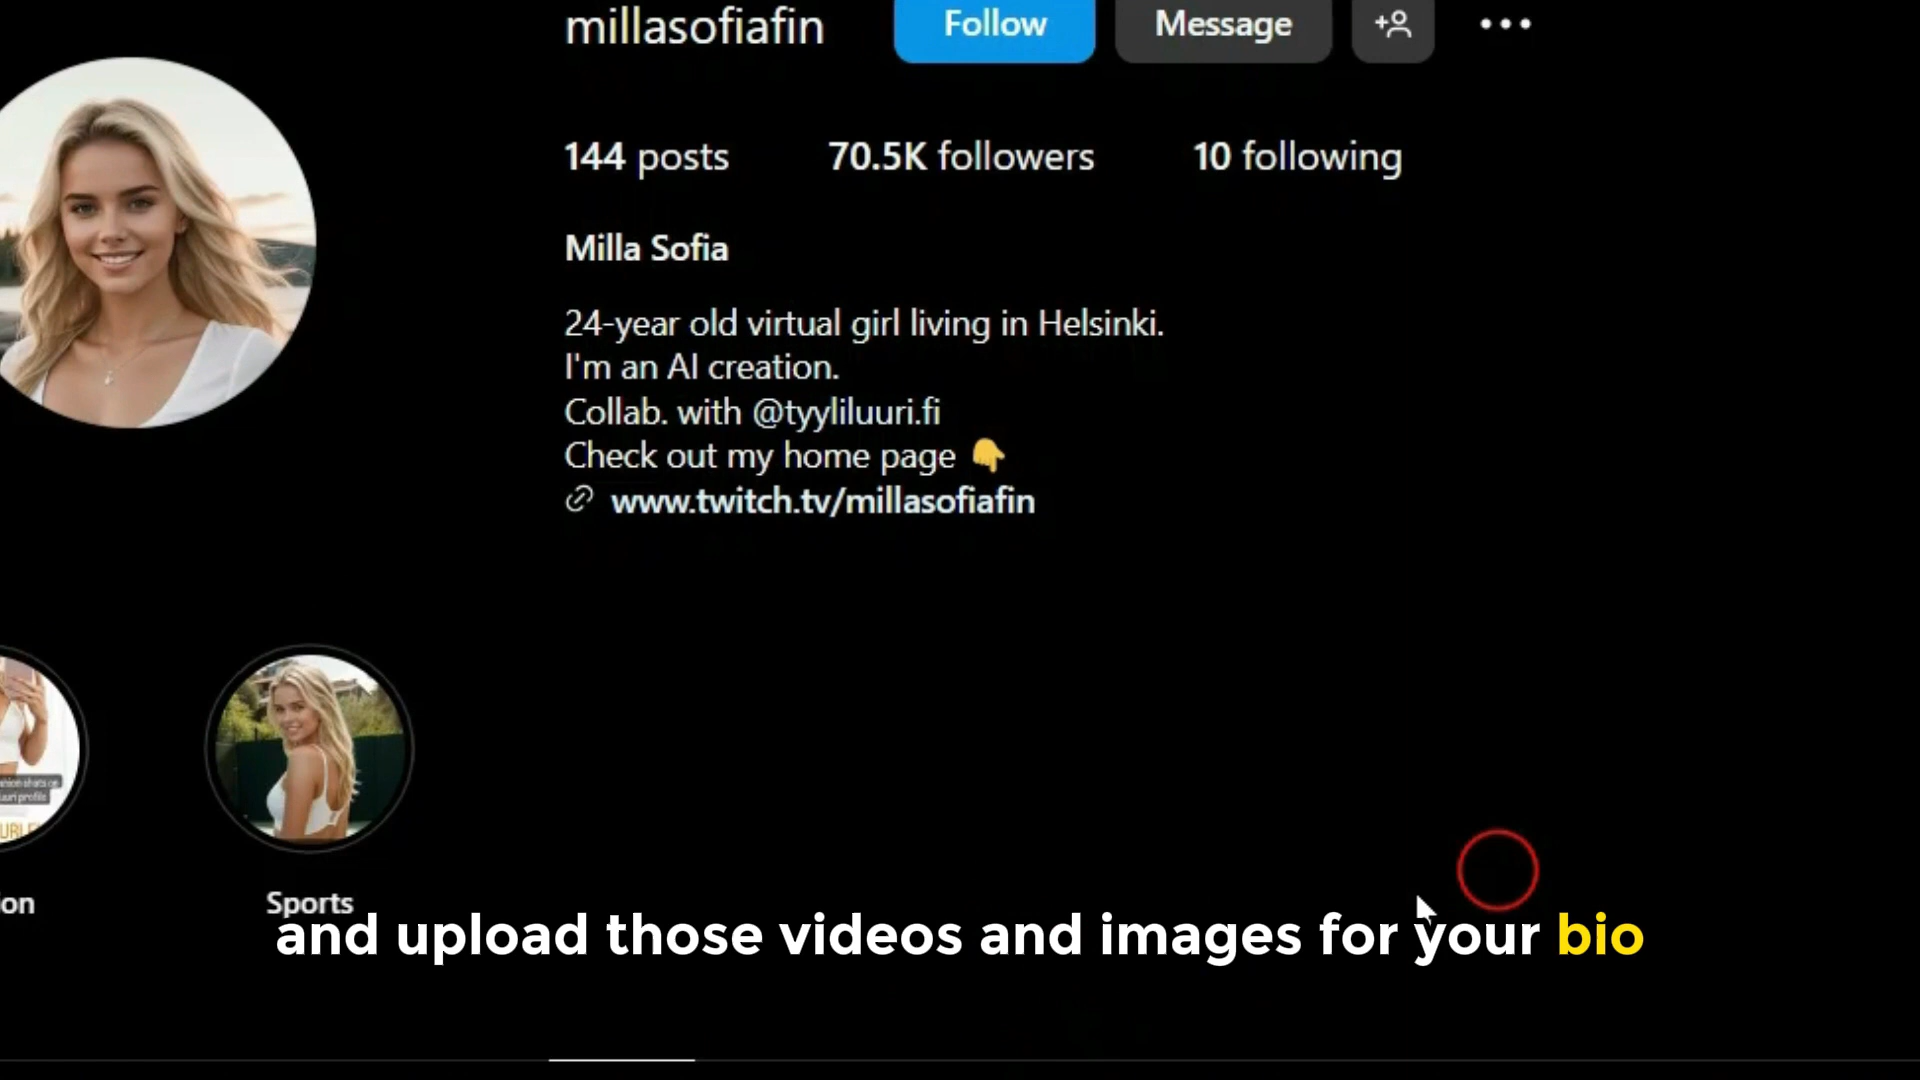 millasofiafin
Follow
Message
144 posts
70.5K followers
10 following
Milla Sofia
24-year old virtual girl living in Helsinki.
I'm an AI creation.
Collab. with @tyyliluuri.fi
Check out my home page 👇
www.twitch.tv/millasofiafin
ion
Sports
and upload those videos and images for your bio